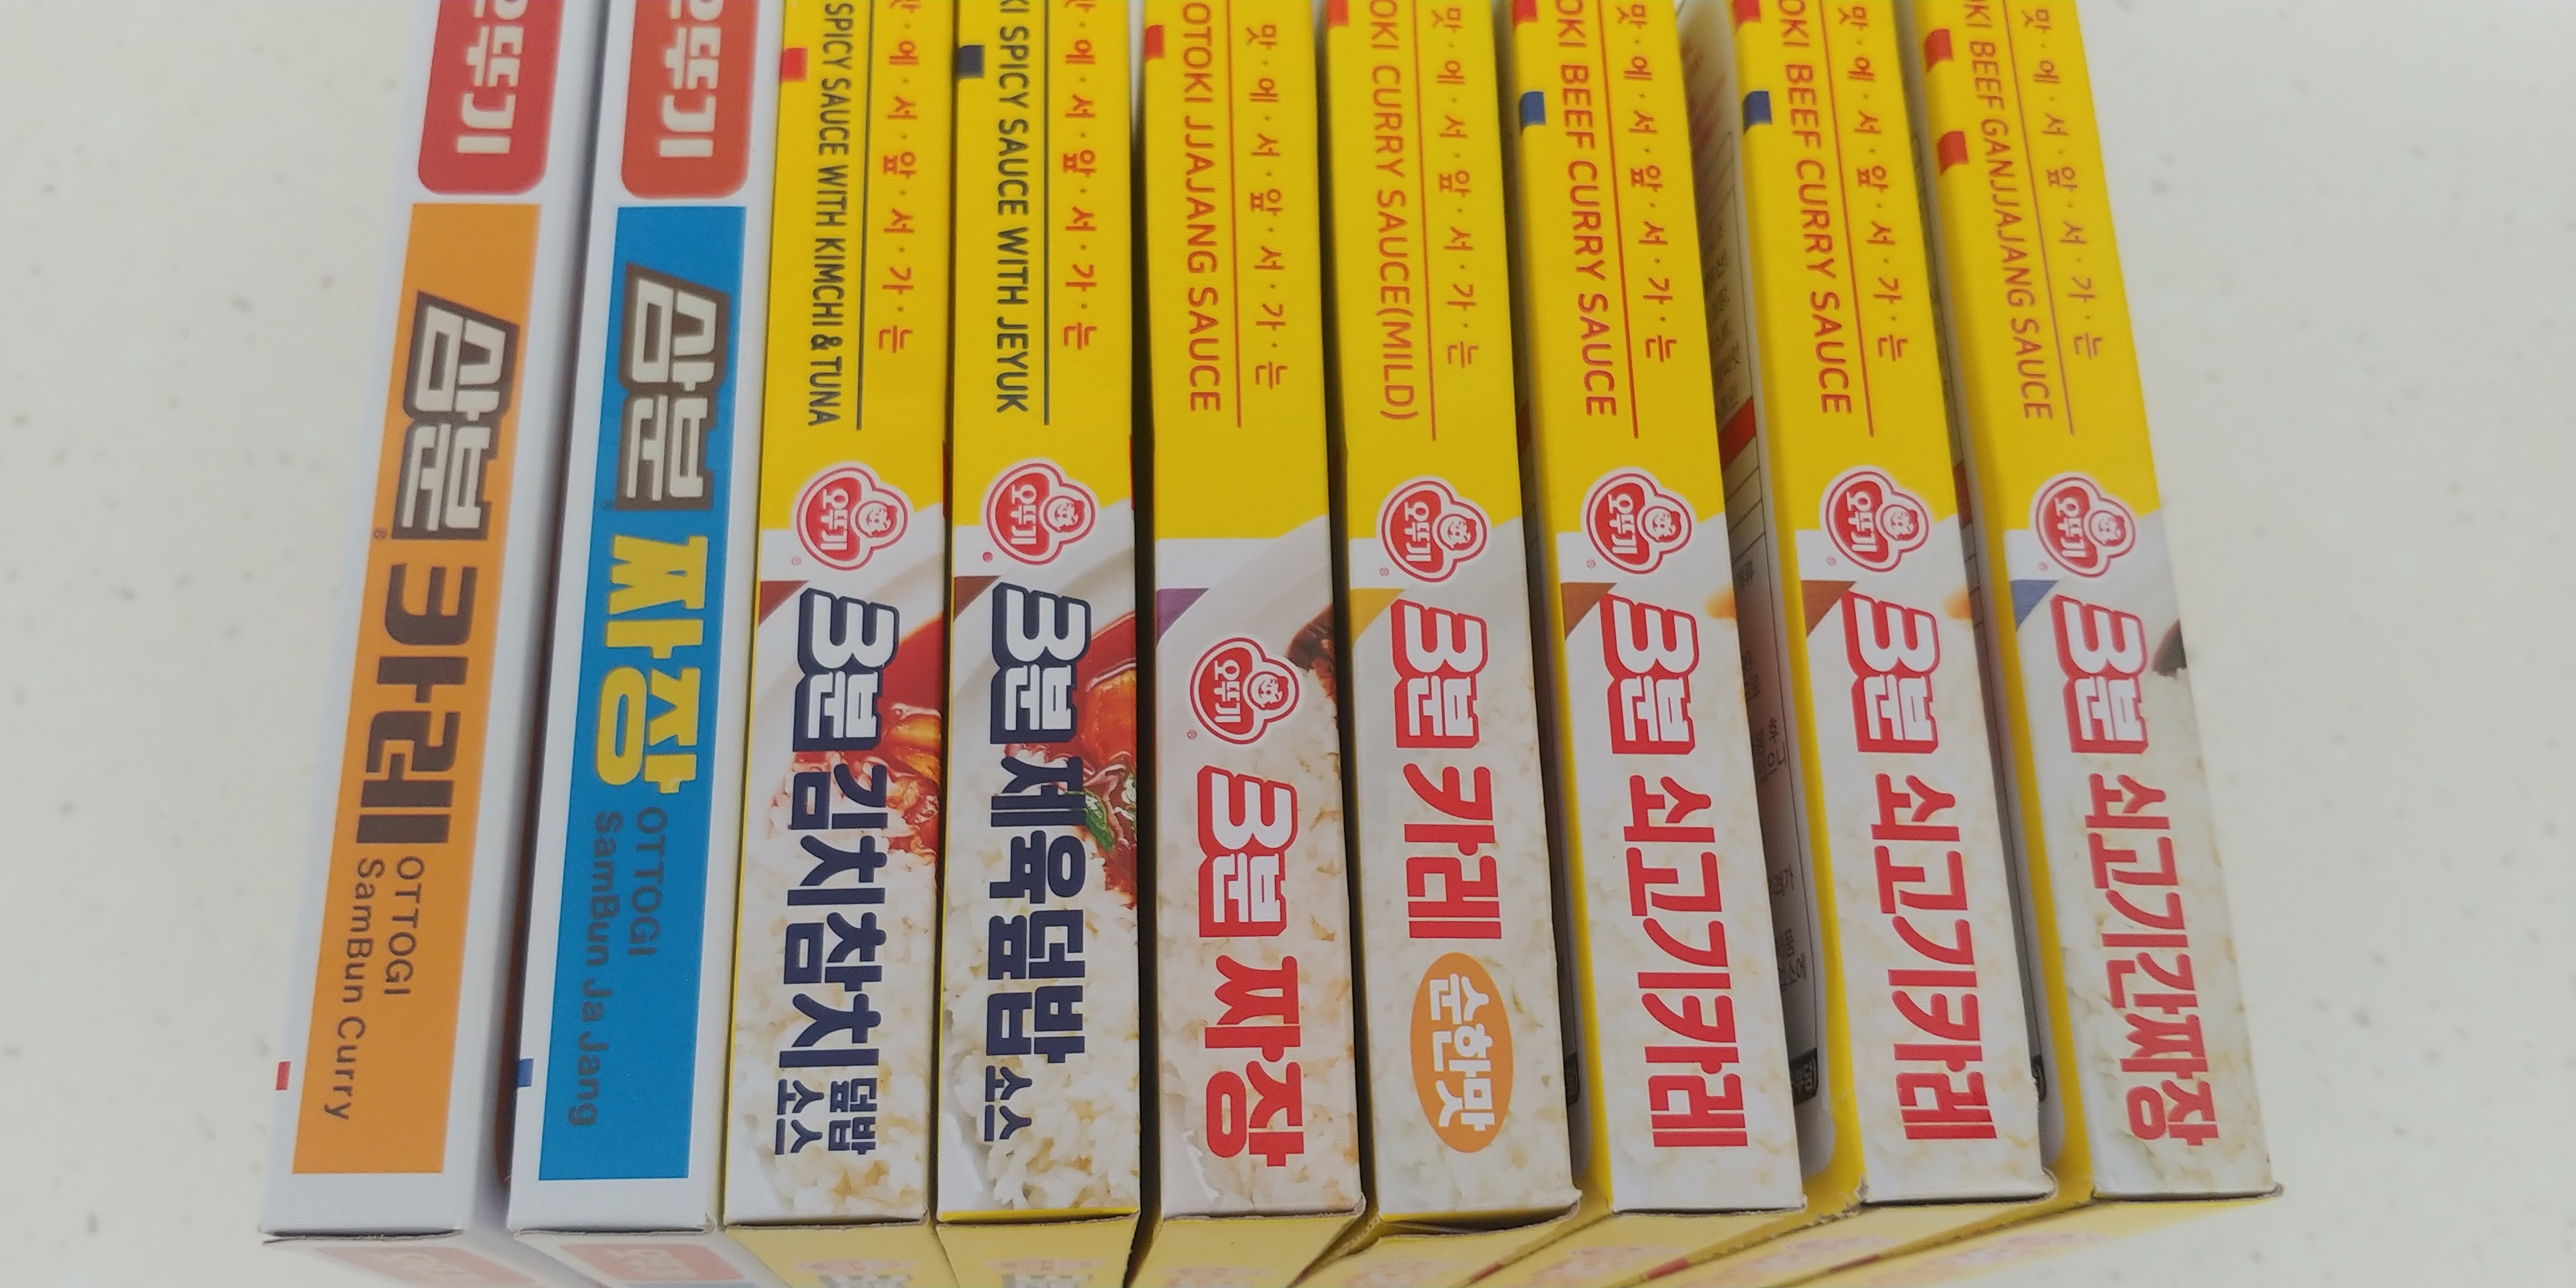 오뚜기
삼분 카레
OTTOGI
SamBun Curry
오뚜기
삼분 짜장
OTTOGI
SamBun Ja Jang
맛·에·서·앞·서·가·는
SPICY SAUCE WITH KIMCHI & TUNA
오뚜기
3분 김치참치 덮밥
소스
맛·에·서·앞·서·가·는
SPICY SAUCE WITH JEYUK
오뚜기
3분 제육덮밥 소스
맛·에·서·앞·서·가·는
OTOKI JJAJANG SAUCE
오뚜기
3분 짜장
맛·에·서·앞·서·가·는
OKI CURRY SAUCE(MILD)
오뚜기
3분 카레 순한맛
맛·에·서·앞·서·가·는
OKI BEEF CURRY SAUCE
오뚜기
3분 쇠고기카레
맛·에·서·앞·서·가·는
OKI BEEF CURRY SAUCE
오뚜기
3분 쇠고기카레
맛·에·서·앞·서·가·는
KI BEEF GANJJAJANG SAUCE
오뚜기
3분 쇠고기간짜장